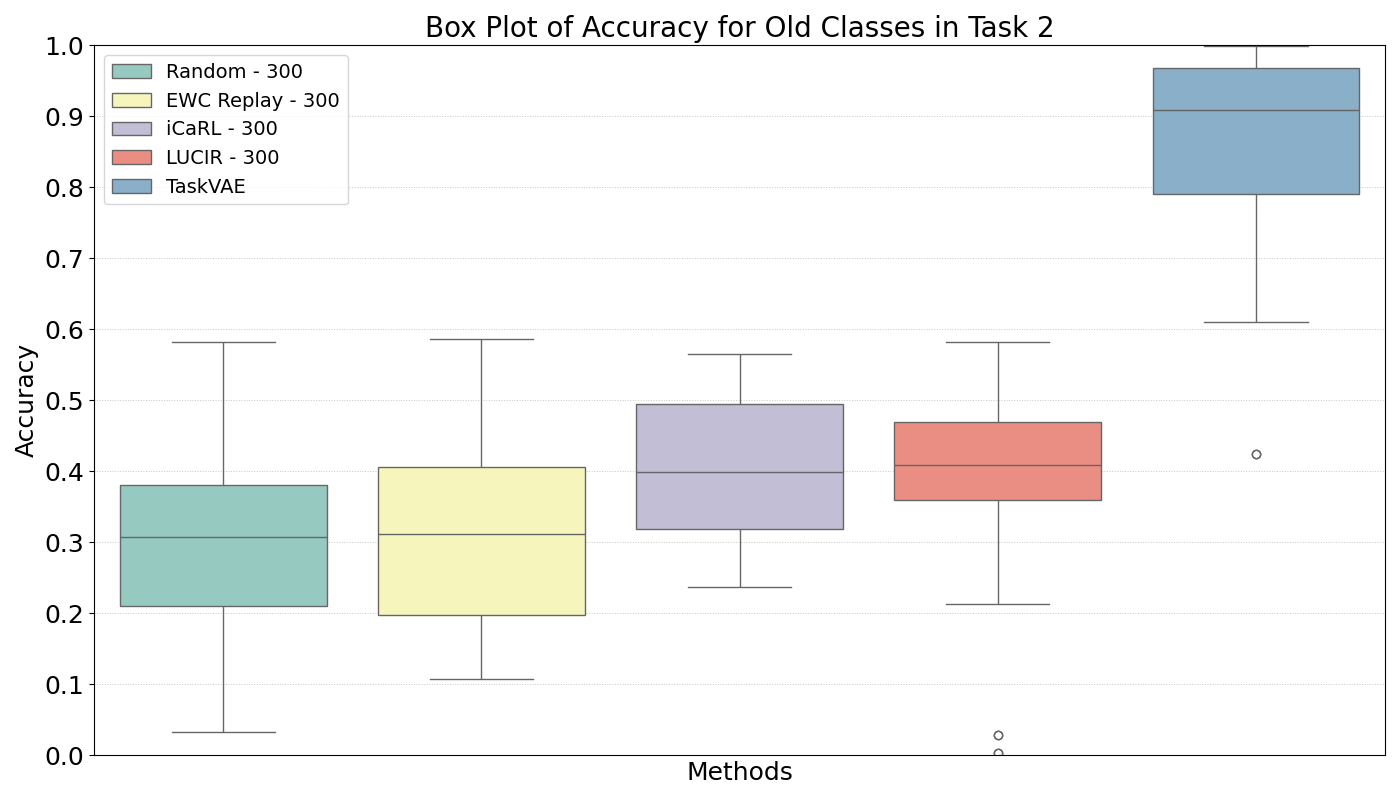 Box Plot of Accuracy for Old Classes in Task 2
1.0
0.9
0.8
0.7
0.6
0.5
0.4
0.3
0.2
0.1
0.0
Accuracy
Random - 300
EWC Replay - 300
iCaRL - 300
LUCIR - 300
TaskVAE
Methods